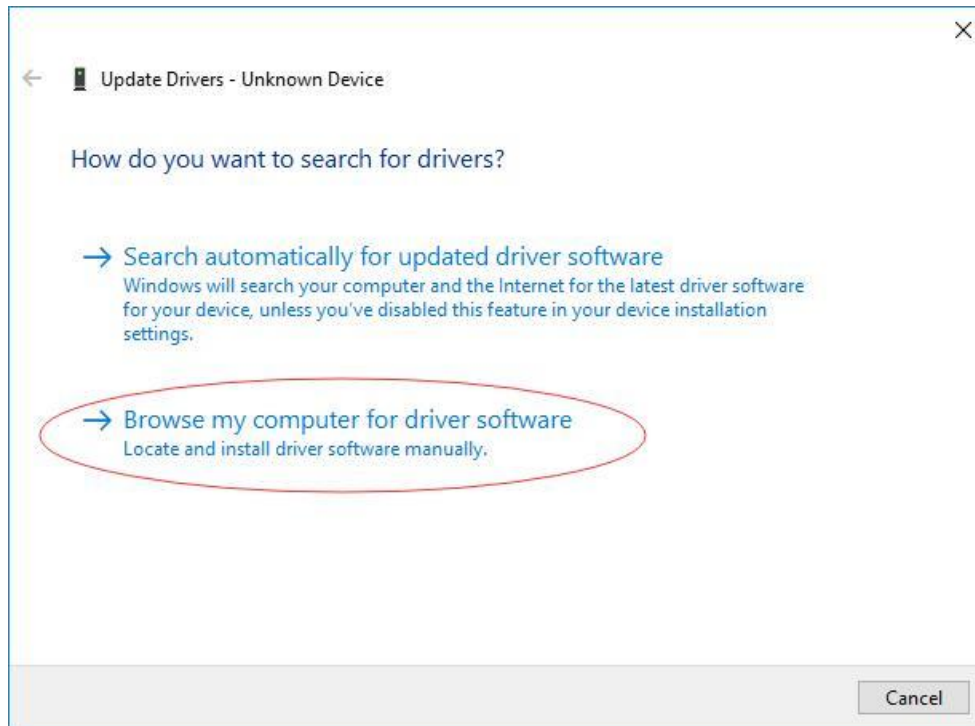 Update Drivers - Unknown Device
How do you want to search for drivers?
Search automatically for updated driver software
Windows will search your computer and the Internet for the latest driver software
for your device, unless you've disabled this feature in your device installation
settings.
Browse my computer for driver software
Locate and install driver software manually.
Cancel